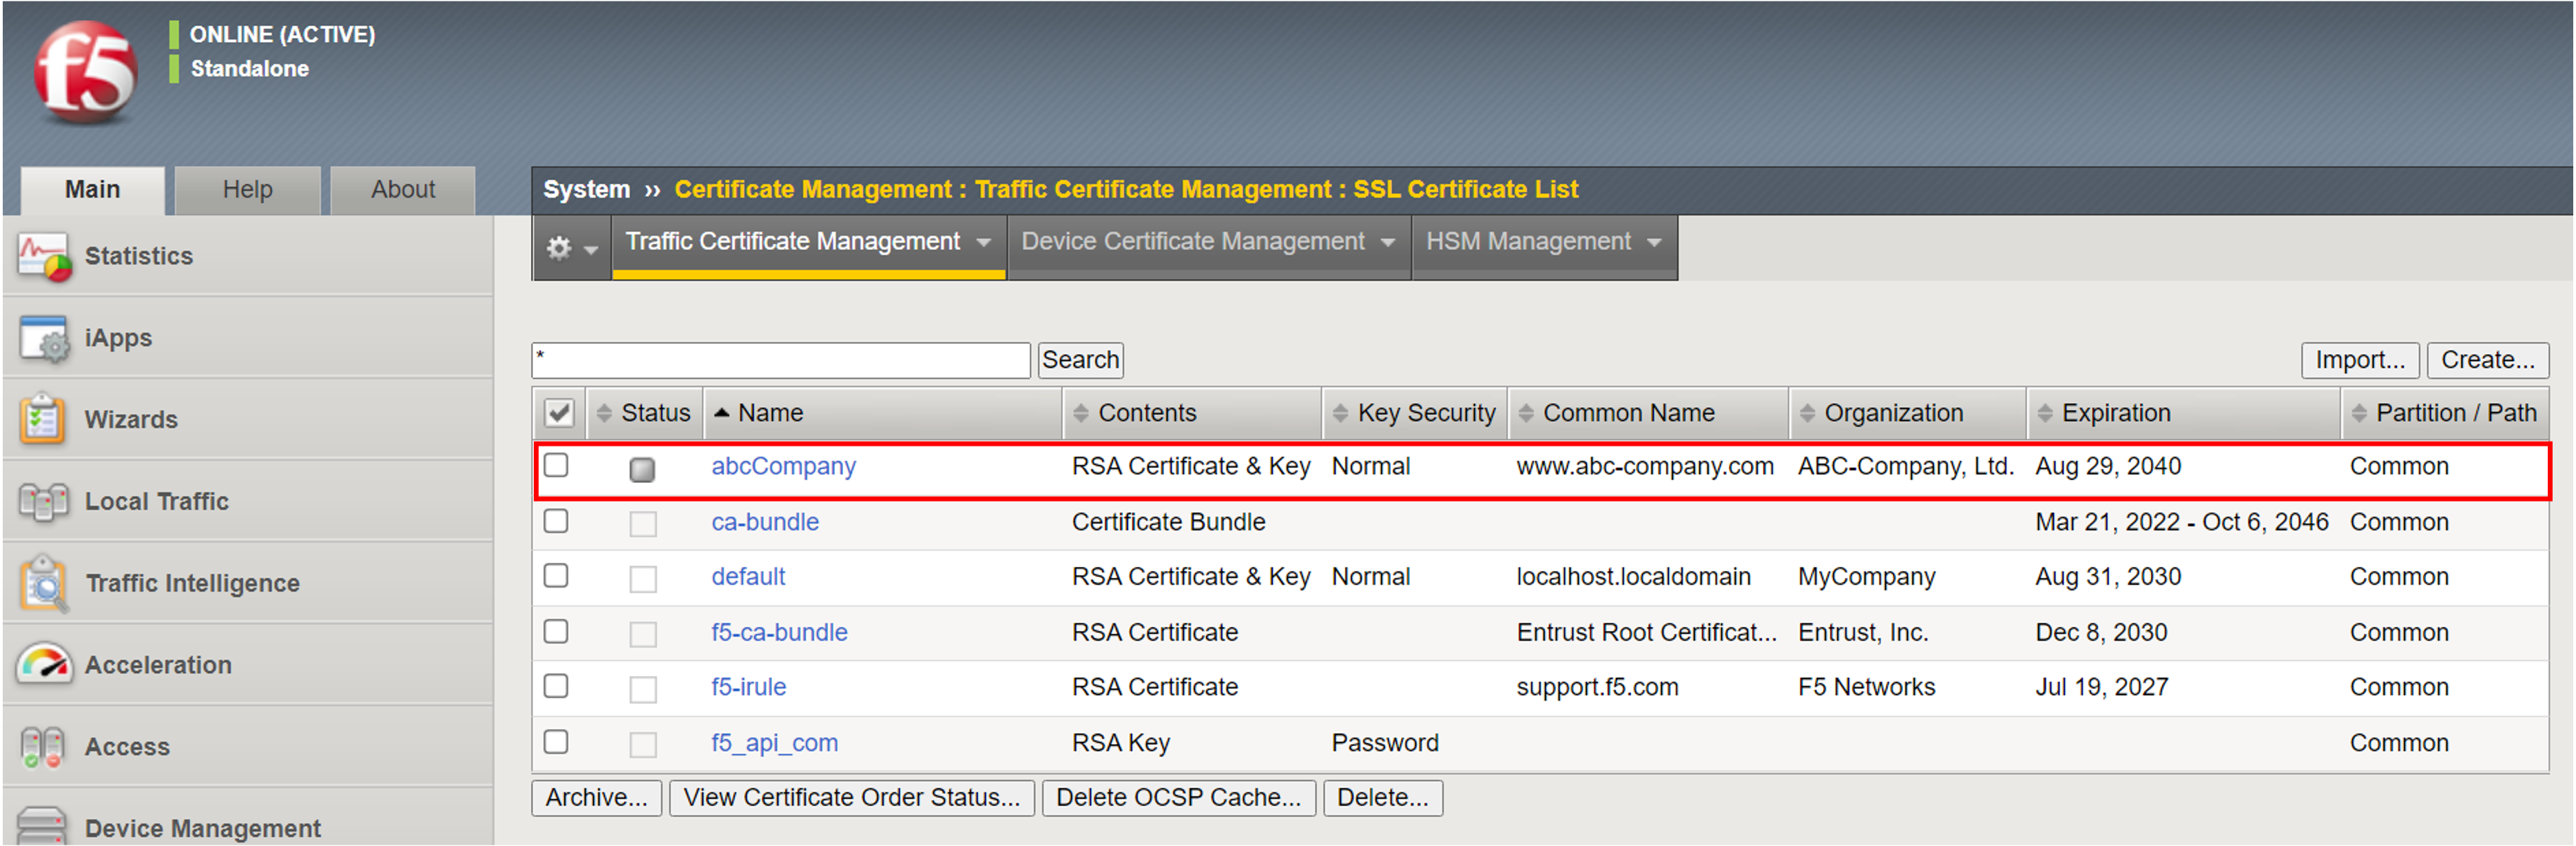 f5
ONLINE (ACTIVE)
Standalone
Main
Help
About
System ›› Certificate Management : Traffic Certificate Management : SSL Certificate List
Traffic Certificate Management
Device Certificate Management
HSM Management
Statistics
iApps
Wizards
Local Traffic
Traffic Intelligence
Acceleration
Access
Device Management
*
Search
Import...
Create...
Status Name Contents Key Security Common Name Organization Expiration Partition / Path
abcCompany RSA Certificate & Key Normal www.abc-company.com ABC-Company, Ltd. Aug 29, 2040 Common
ca-bundle Certificate Bundle Mar 21, 2022 - Oct 6, 2046 Common
default RSA Certificate & Key Normal localhost.localdomain MyCompany Aug 31, 2030 Common
f5-ca-bundle RSA Certificate Entrust Root Certificat... Entrust, Inc. Dec 8, 2030 Common
f5-irule RSA Certificate support.f5.com F5 Networks Jul 19, 2027 Common
f5_api_com RSA Key Password Common
Archive...
View Certificate Order Status...
Delete OCSP Cache...
Delete...